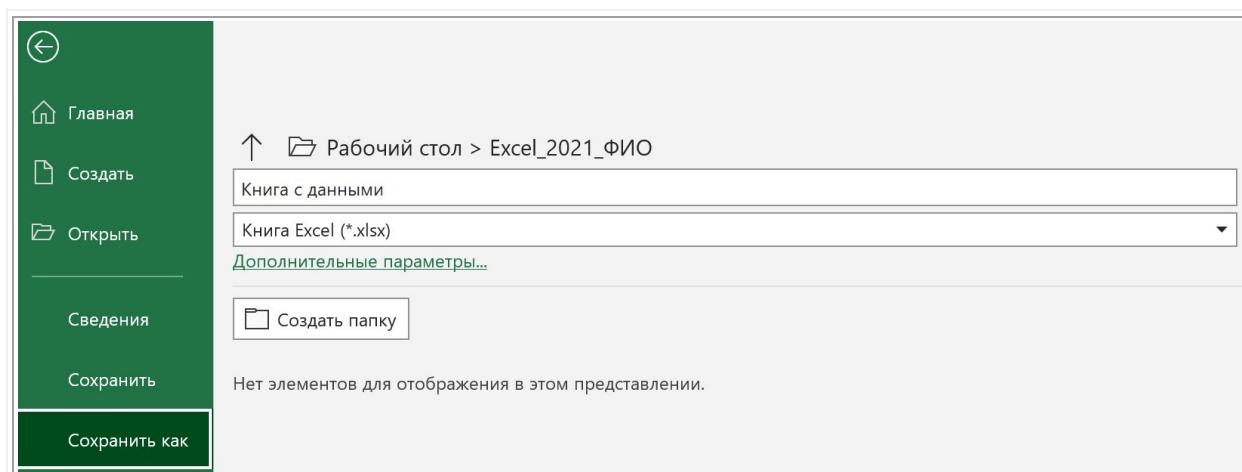 Главная
Создать
Открыть
Сведения
Сохранить
Сохранить как
Рабочий стол > Excel_2021_ФИО
Книга с данными
Книга Excel (*.xlsx)
Дополнительные параметры...
Создать папку
Нет элементов для отображения в этом представлении.